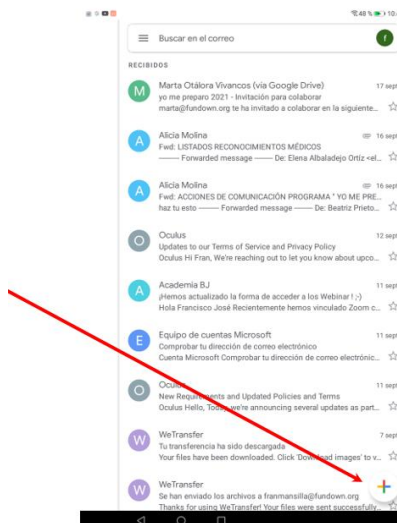 48 % 10:
Buscar en el correo
f
RECIBIDOS
M
Marta Otálora Vivancos (via Google Drive)
17 sept
yo me preparo 2021 - Invitación para colaborar
marta@fundown.org te ha invitado a colaborar en la siguiente...
A
Alicia Molina
16 sept
Fwd: LISTADOS RECONOCIMIENTOS MÉDICOS
——— Forwarded message —— De: Elena Albaladejo Ortíz <el...
A
Alicia Molina
16 sept
Fwd: ACCIONES DE COMUNICACIÓN PROGRAMA " YO ME PRE...
haz tu esto ——— Forwarded message —— De: Beatriz Prieto...
O
Oculus
12 sept
Updates to our Terms of Service and Privacy Policy
Oculus Hi Fran, We're reaching out to let you know about upco...
A
Academia BJ
11 sept
¡Hemos actualizado la forma de acceder a los Webinar ! ;-)
Hola Francisco José Recientemente hemos vinculado Zoom c...
E
Equipo de cuentas Microsoft
11 sept
Comprobar tu dirección de correo electrónico
Cuenta Microsoft Comprobar tu dirección de correo electrónic...
O
Oculus
11 sept
New Requirements and Updated Policies and Terms
Oculus Hello, Today we're announcing several updates as part...
W
WeTransfer
7 sept
Tu transferencia ha sido descargada
Your files have been downloaded. Click 'Download images' to v...
W
WeTransfer
Se han enviado los archivos a franmansilla@fundown.org
Thanks for using WeTransfer! Your files were sent successfully...